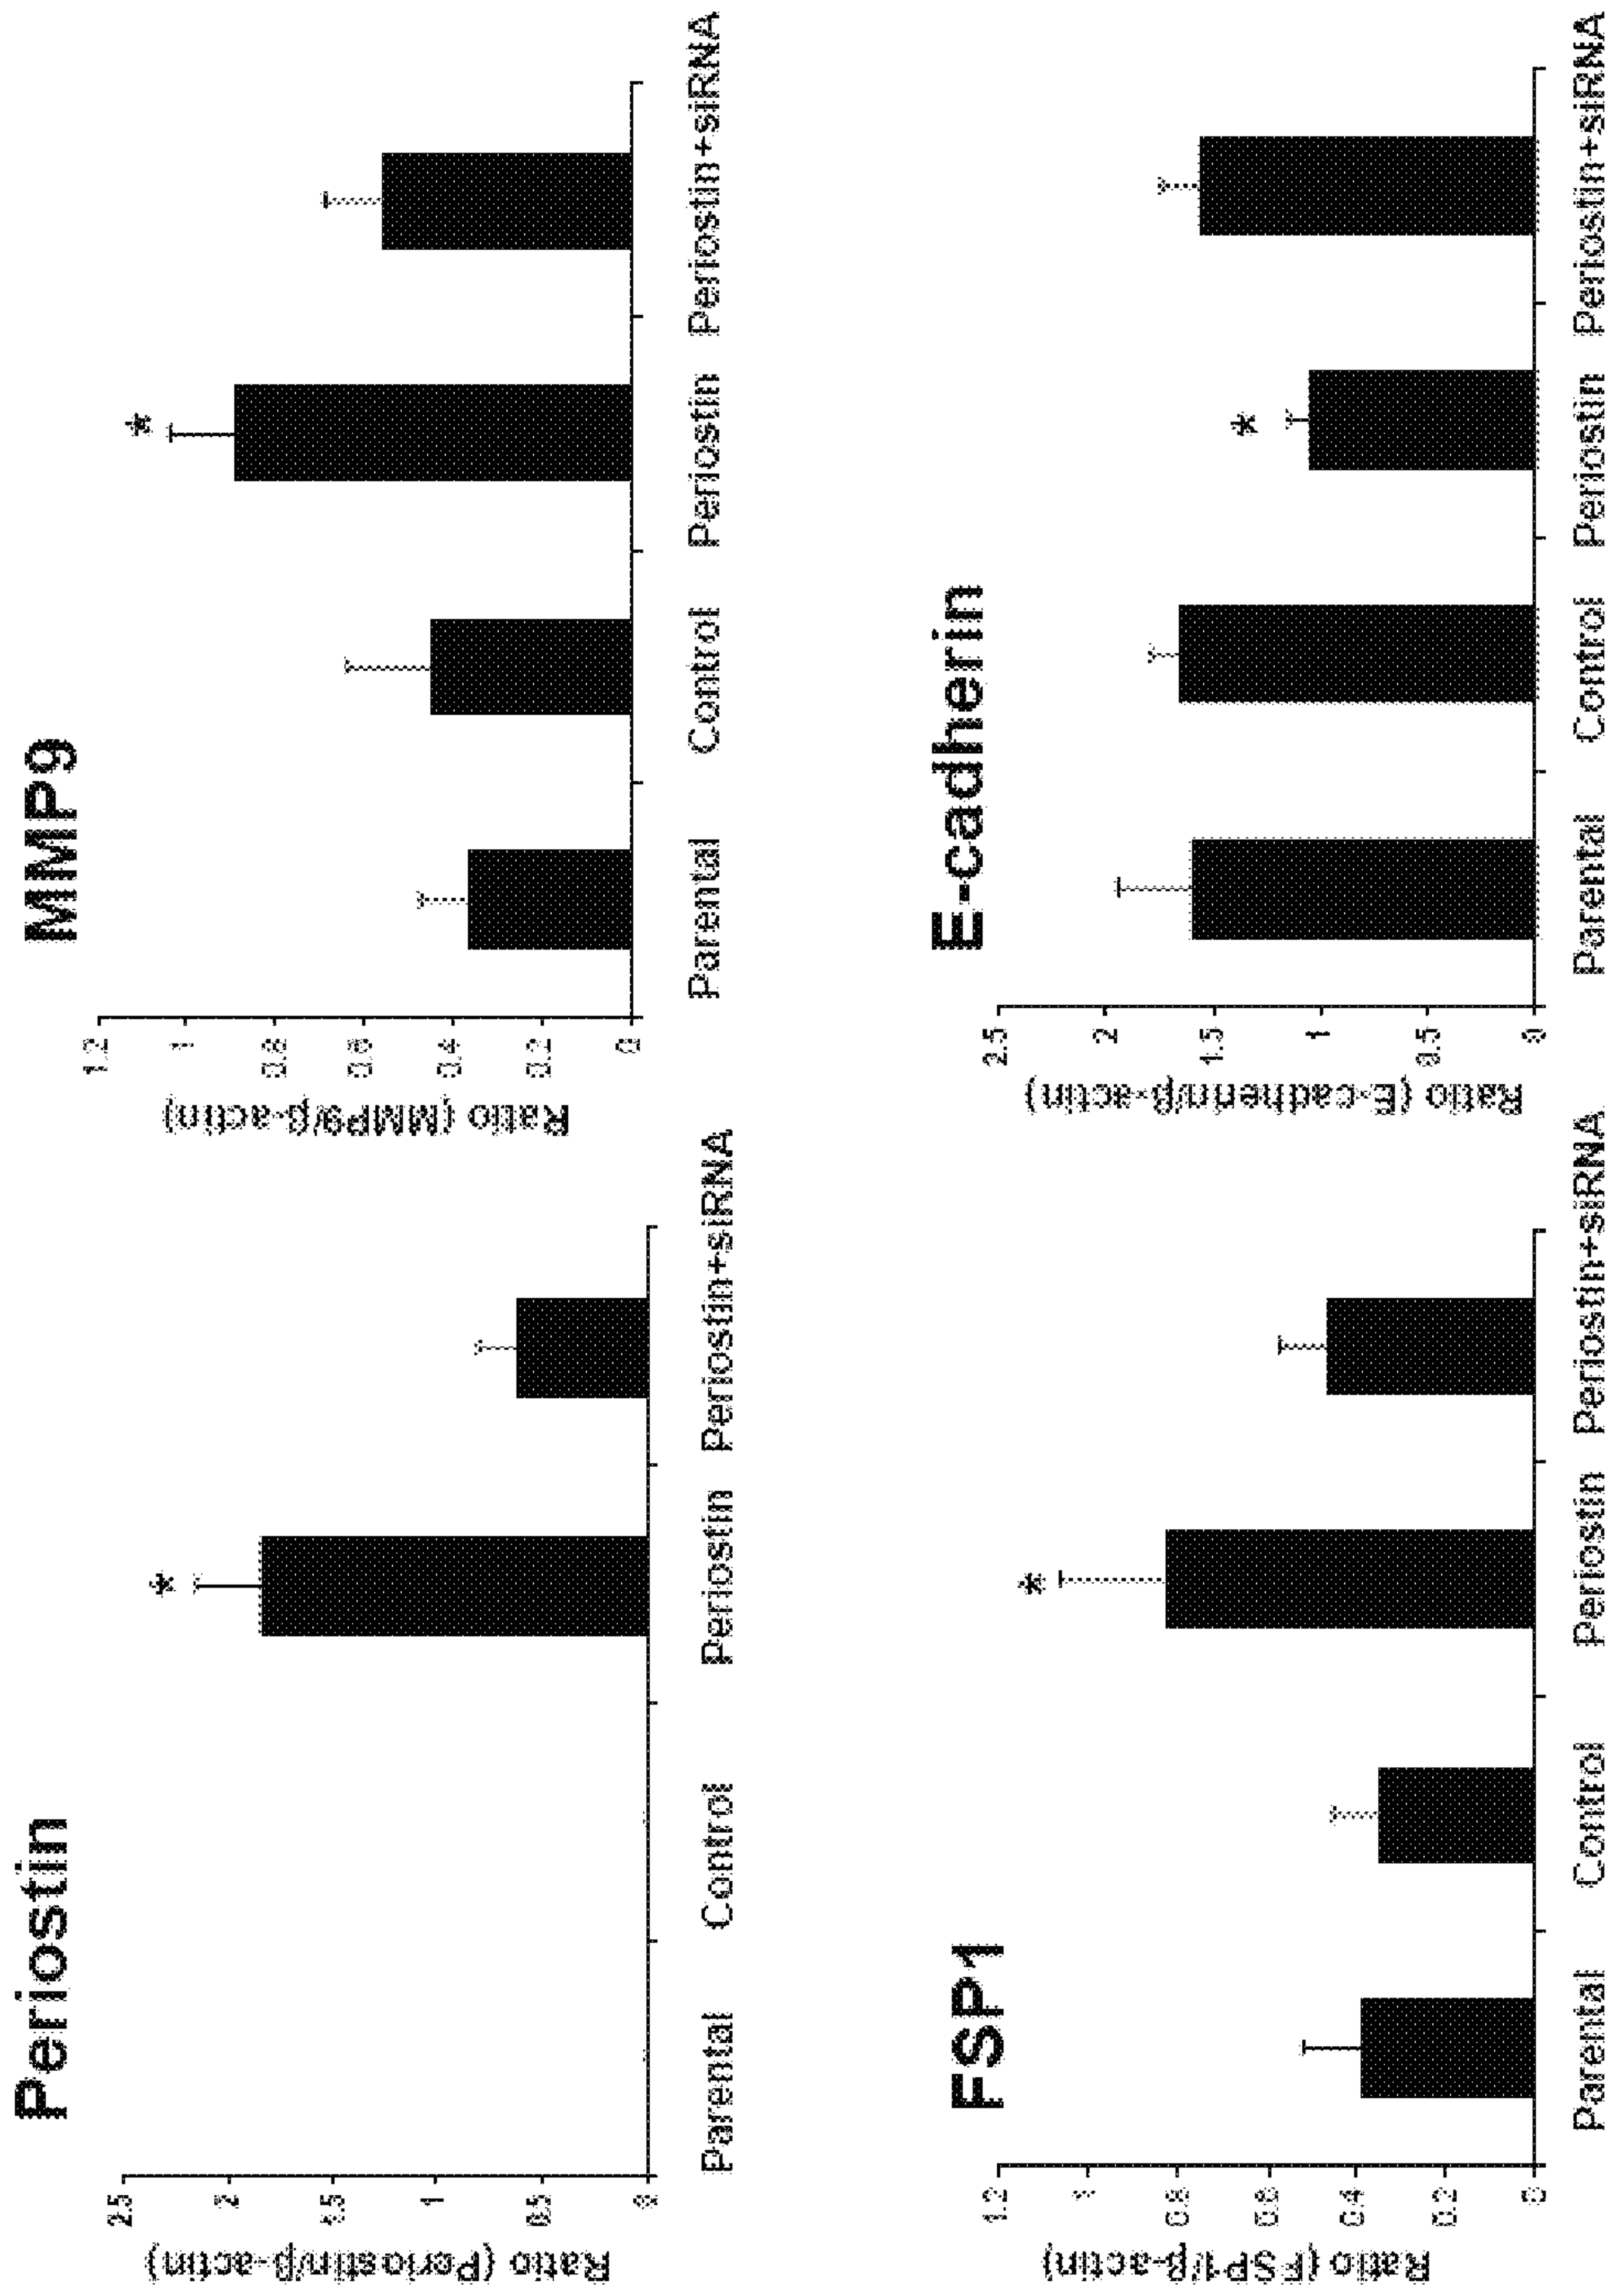 Periostin
Ratio (Periostin/β-actin)
2.5
2
1.5
1
0.5
0
Parental Control Periostin Periostin+siRNA
MMP9
Ratio (MMP9/β-actin)
1.2
1
0.8
0.6
0.4
0.2
0
Parental Control Periostin Periostin+siRNA
FSP1
Ratio (FSP1/β-actin)
1.2
1
0.8
0.6
0.4
0.2
0
Parental Control Periostin Periostin+siRNA
E-cadherin
Ratio (E-cadherin/β-actin)
2.5
2
1.5
1
0.5
0
Parental Control Periostin Periostin+siRNA
*
*
*
*